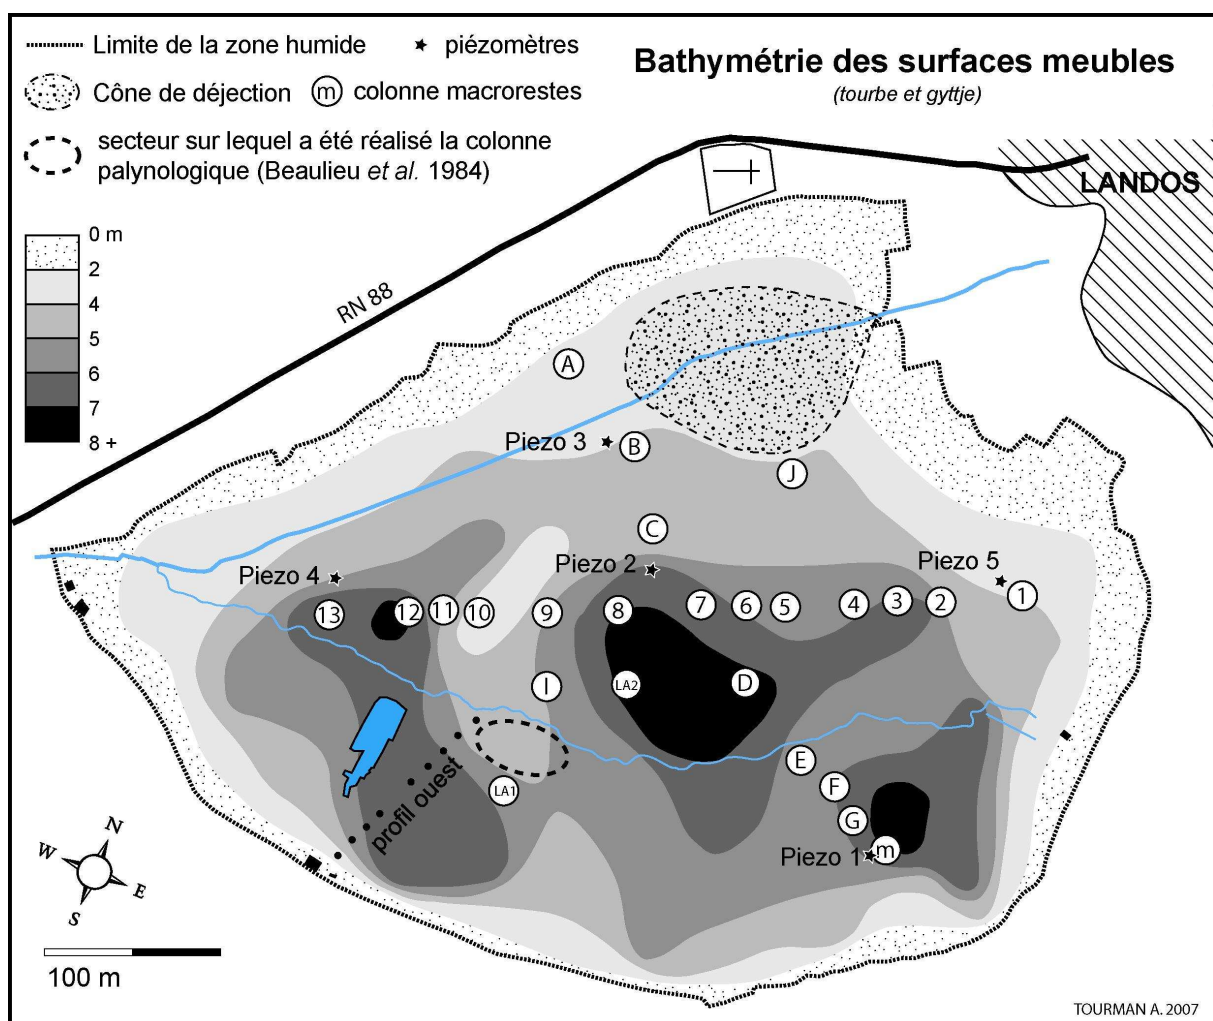 Limite de la zone humide
piézomètres
Cône de déjection
m
colonne macrorestes
secteur sur lequel a été réalisé la colonne
palynologique (Beaulieu et al. 1984)
Bathymétrie des surfaces meubles
(tourbe et gyttje)
LANDOS
0 m
2
4
5
6
7
8 +
RN 88
A
Piezo 3
B
J
C
Piezo 4
Piezo 2
Piezo 5
13
12
11
10
9
8
7
6
5
4
3
2
1
I
LA2
D
E
LA1
F
G
profil ouest
Piezo 1
m
N
W
E
S
100 m
TOURMAN A. 2007